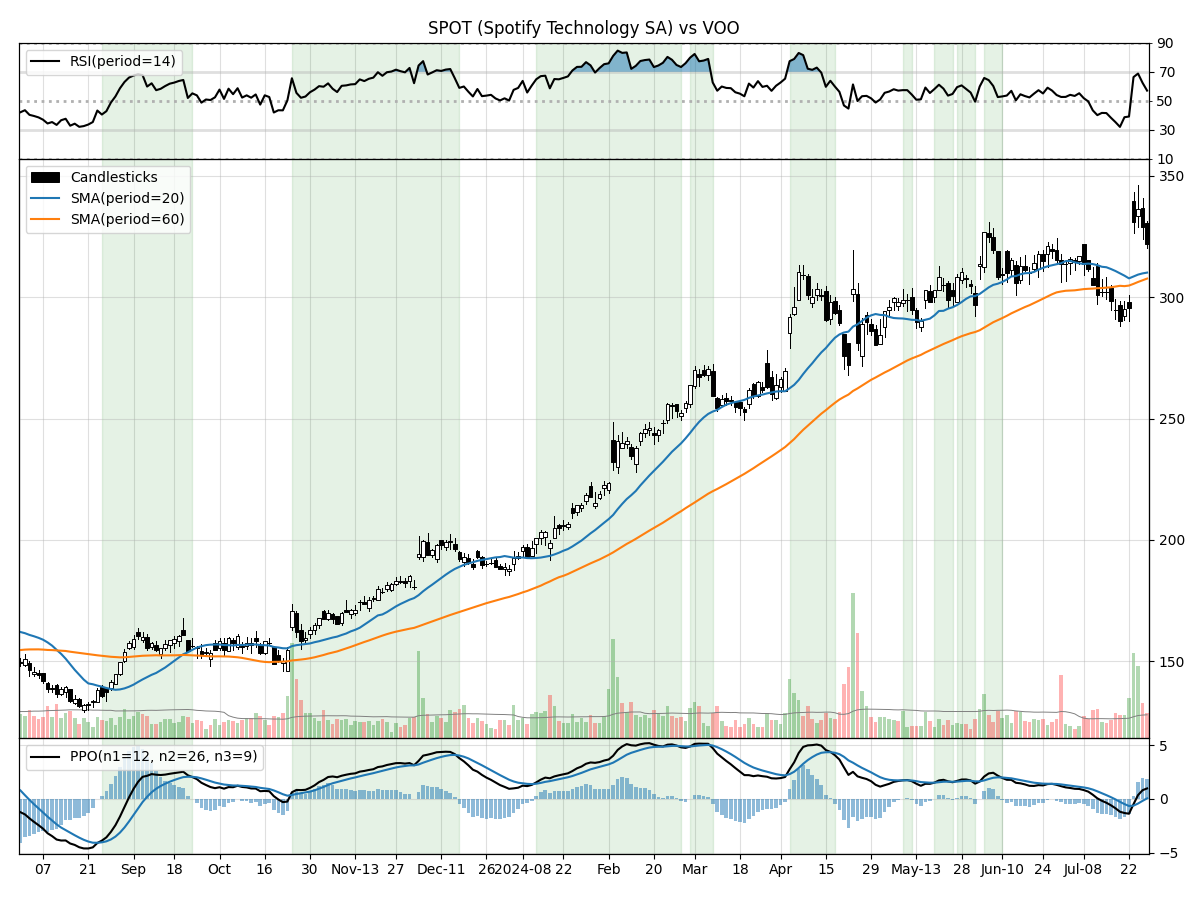 SPOT (Spotify Technology SA) vs VOO
RSI(period=14)
90
70
50
30
10
Candlesticks
SMA(period=20)
SMA(period=60)
350
300
250
200
150
PPO(n1=12, n2=26, n3=9)
5
0
−5
07 21 Sep 18 Oct 16 30 Nov-13 27 Dec-11 26 2024-08 22 Feb 20 Mar 18 Apr 15 29 May-13 28 Jun-10 24 Jul-08 22